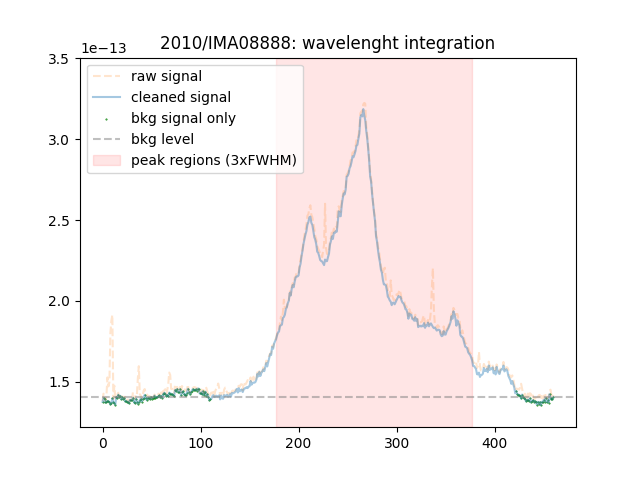 2010/IMA08888: wavelenght integration
1e−13
3.5
3.0
2.5
2.0
1.5
raw signal
cleaned signal
bkg signal only
bkg level
peak regions (3xFWHM)
0 100 200 300 400